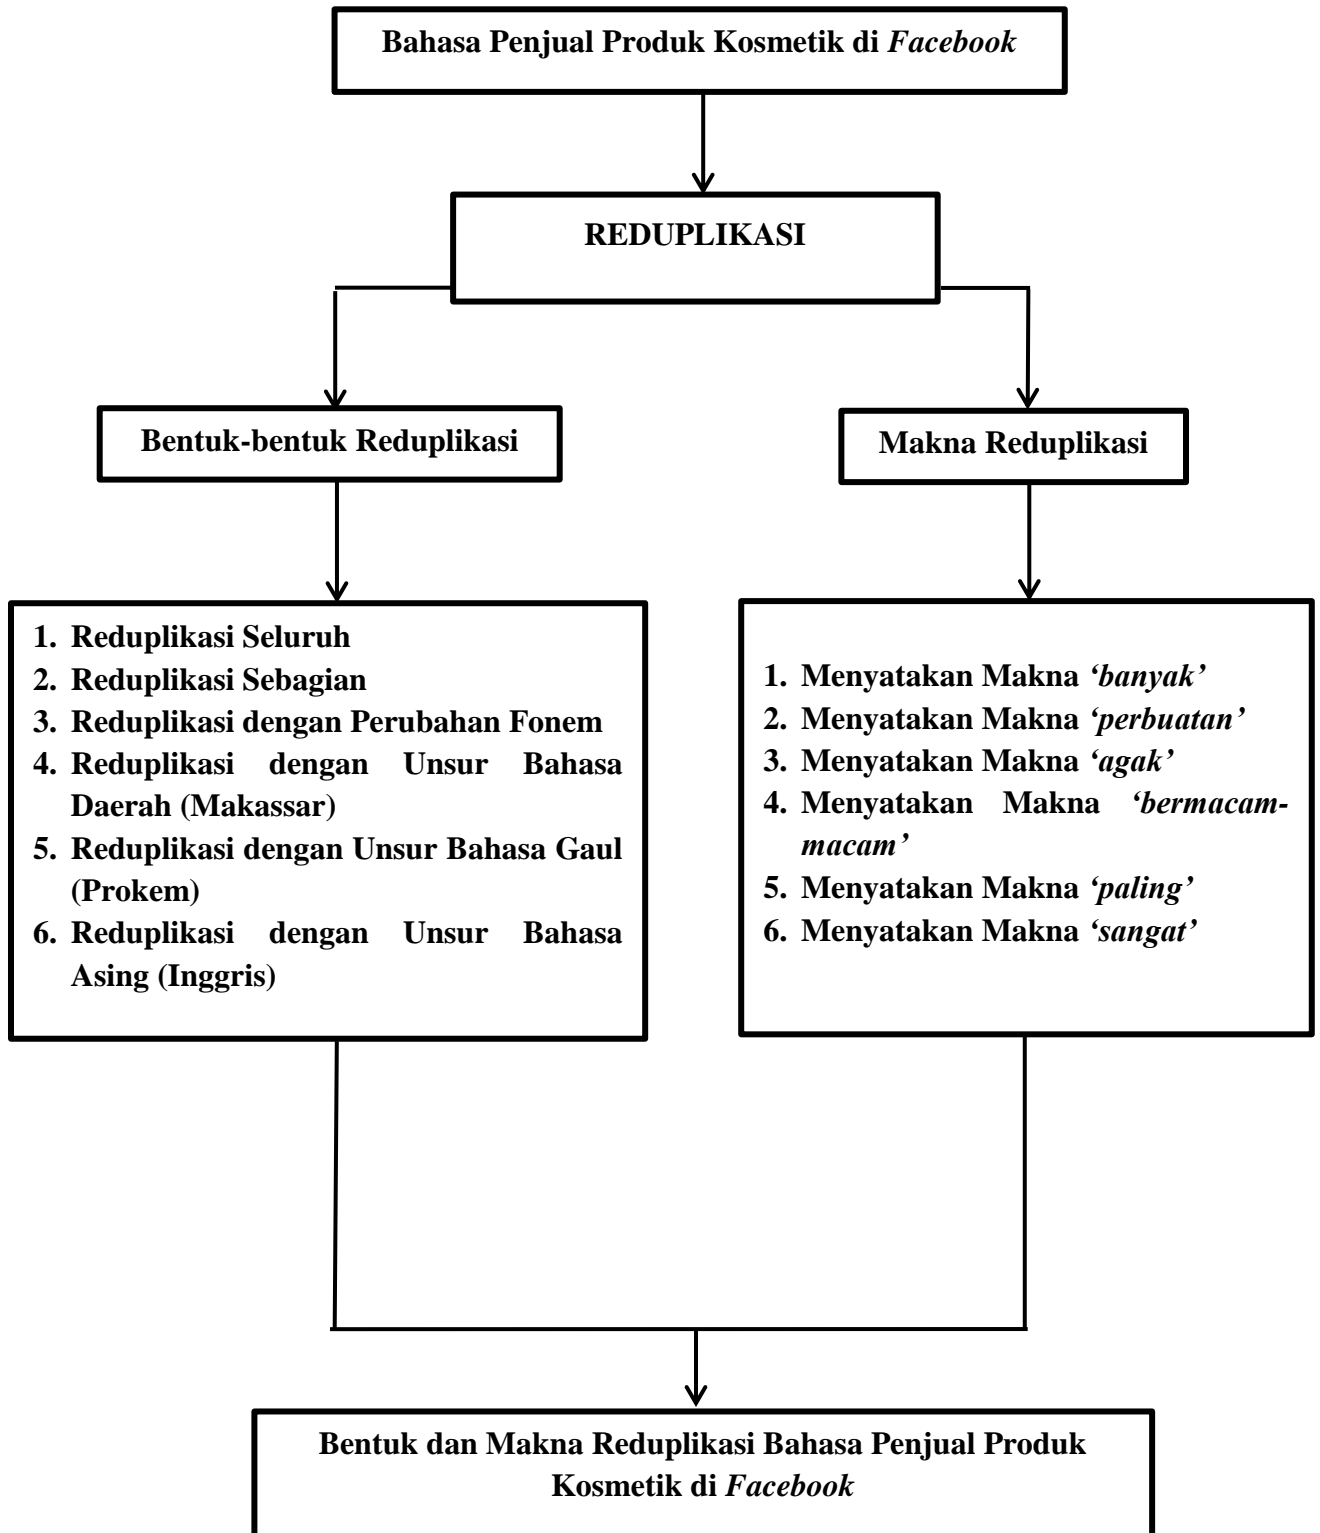 Bahasa Penjual Produk Kosmetik di Facebook
REDUPLIKASI
Bentuk-bentuk Reduplikasi
Makna Reduplikasi
1. Reduplikasi Seluruh
2. Reduplikasi Sebagian
3. Reduplikasi dengan Perubahan Fonem
4. Reduplikasi dengan Unsur Bahasa
Daerah (Makassar)
5. Reduplikasi dengan Unsur Bahasa Gaul
(Prokem)
6. Reduplikasi dengan Unsur Bahasa
Asing (Inggris)
1. Menyatakan Makna ‘banyak’
2. Menyatakan Makna ‘perbuatan’
3. Menyatakan Makna ‘agak’
4. Menyatakan Makna ‘bermacam-
macam’
5. Menyatakan Makna ‘paling’
6. Menyatakan Makna ‘sangat’
Bentuk dan Makna Reduplikasi Bahasa Penjual Produk
Kosmetik di Facebook